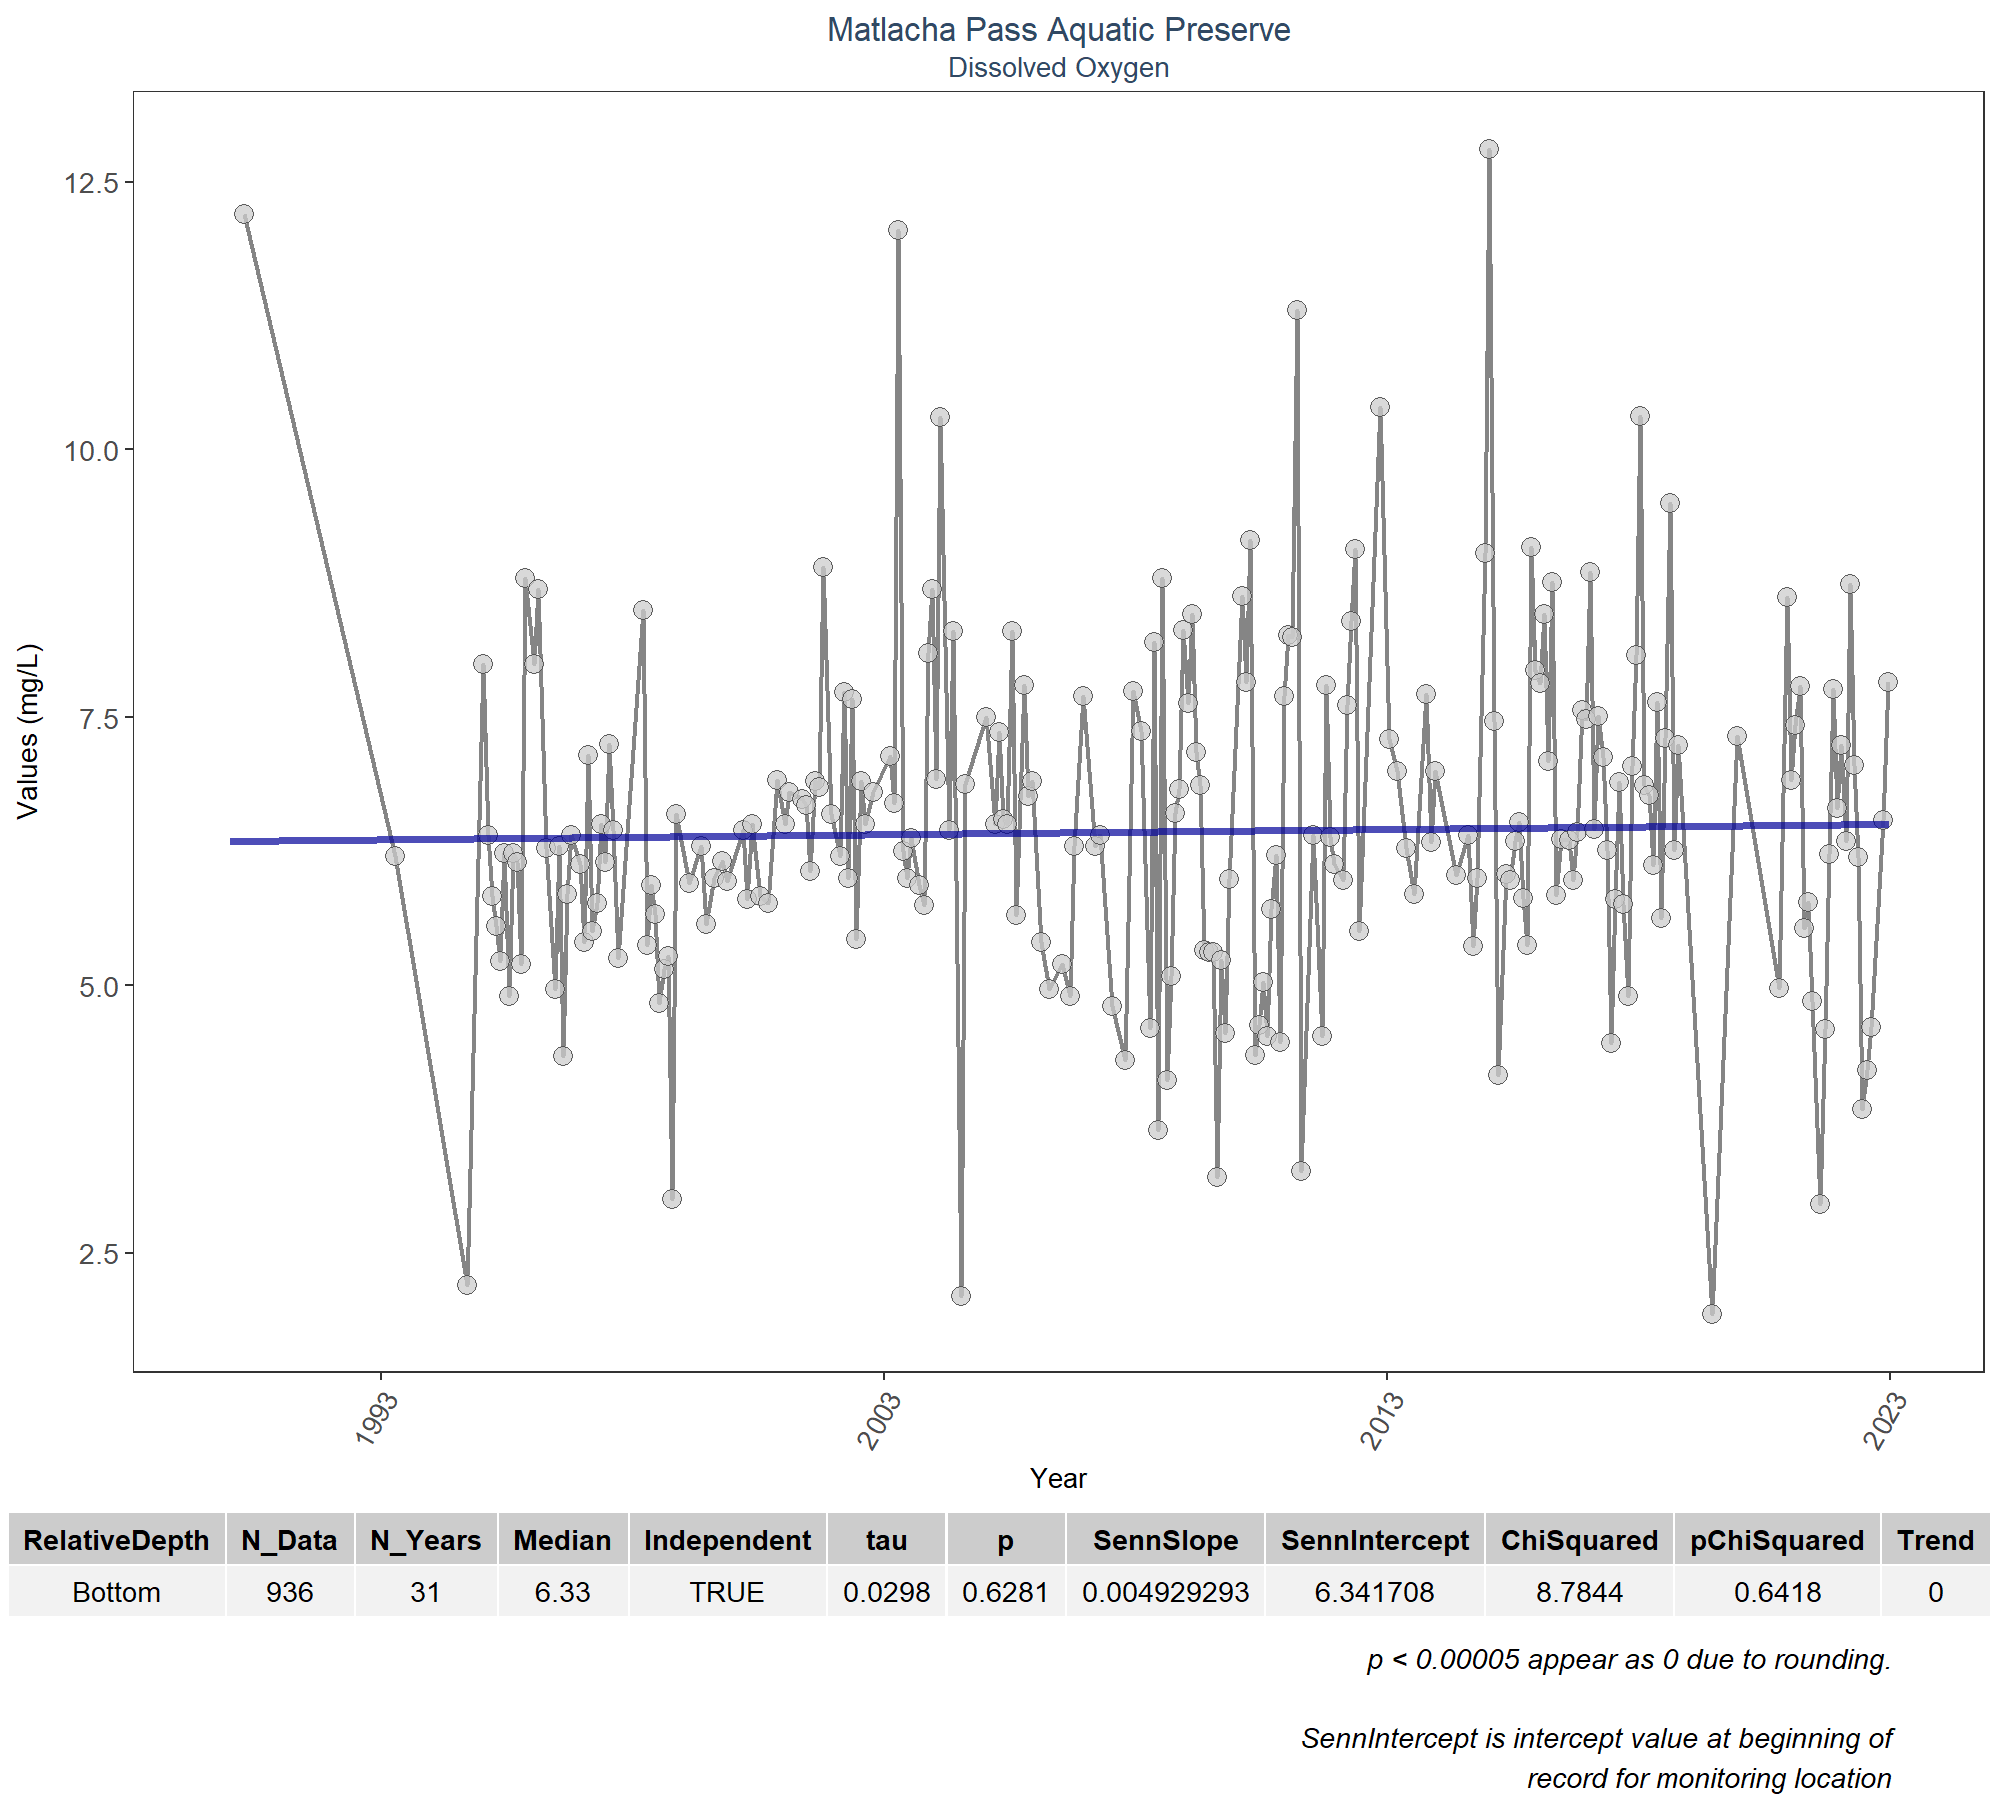 Matlacha Pass Aquatic Preserve
Dissolved Oxygen
Values (mg/L)
12.5
10.0
7.5
5.0
2.5
1993 2003 2013 2023
Year
RelativeDepth N_Data N_Years Median Independent tau p SennSlope SennIntercept ChiSquared pChiSquared Trend
Bottom 936 31 6.33 TRUE 0.0298 0.6281 0.004929293 6.341708 8.7844 0.6418 0
p < 0.00005 appear as 0 due to rounding.
SennIntercept is intercept value at beginning of
record for monitoring location